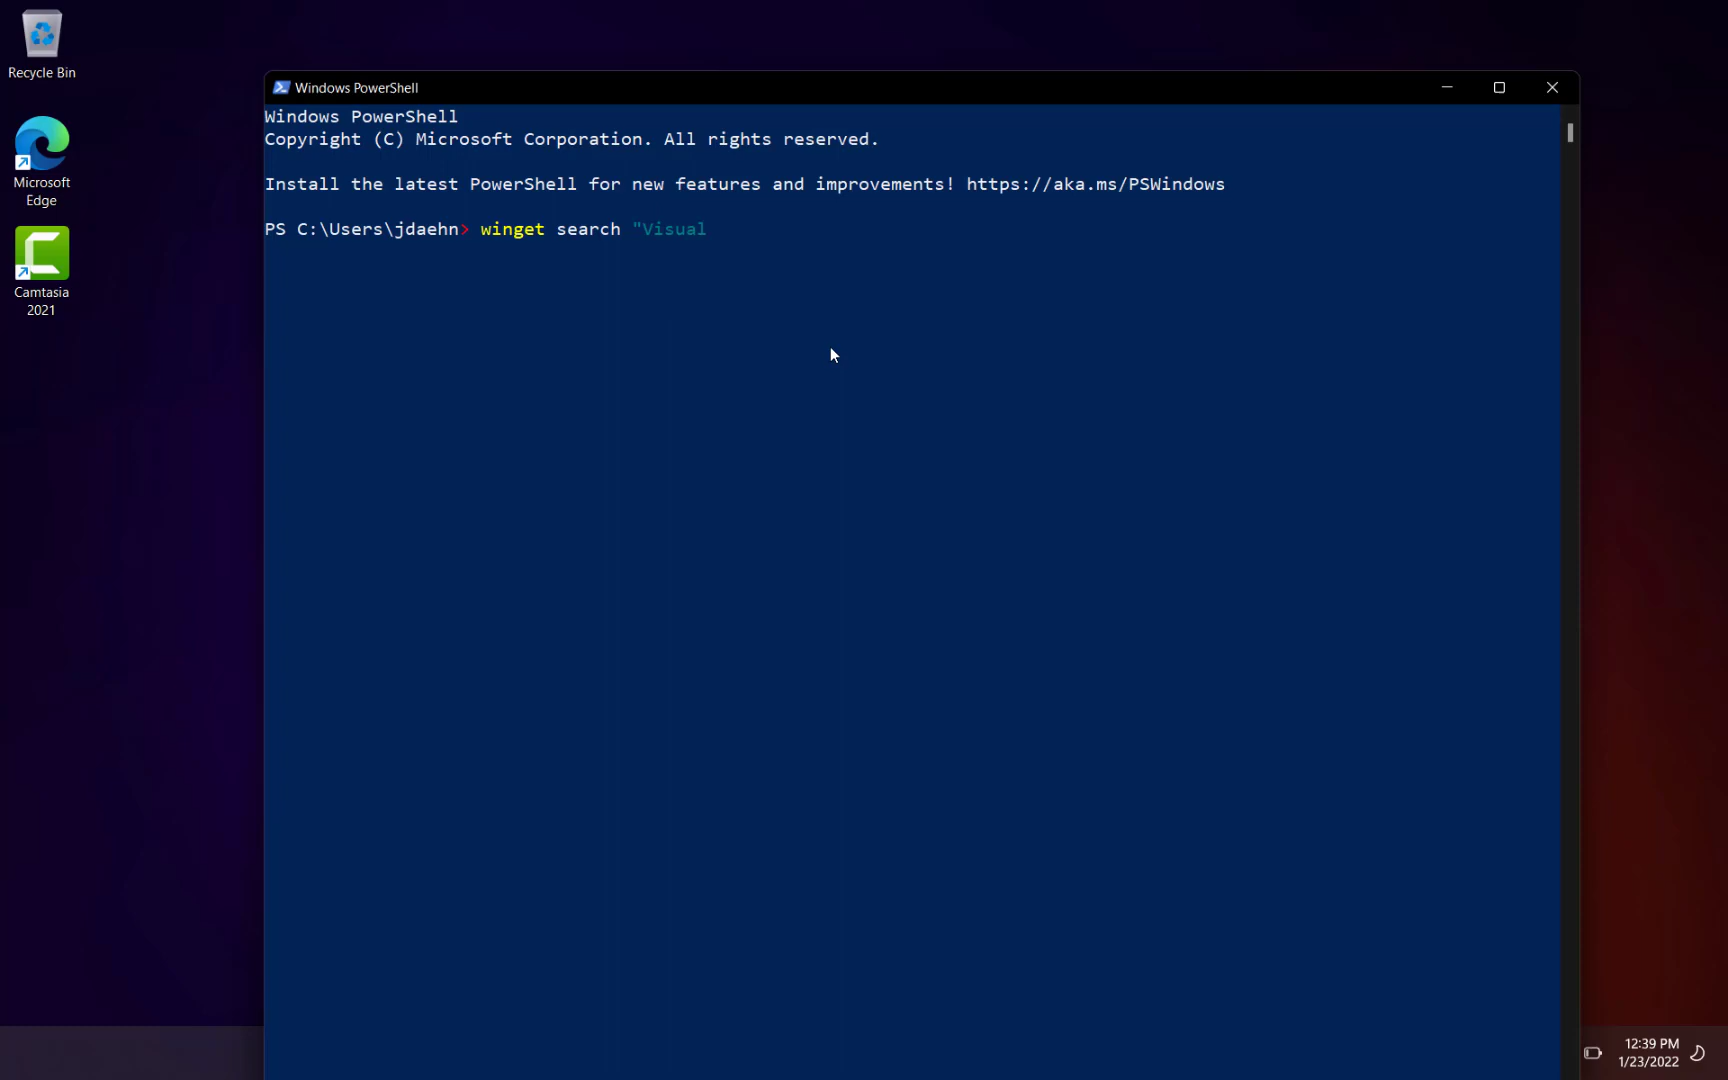 Recycle Bin
Microsoft
Edge
Camtasia
2021
Windows PowerShell
Windows PowerShell
Copyright (C) Microsoft Corporation. All rights reserved.
Install the latest PowerShell for new features and improvements! https://aka.ms/PSWindows
PS C:\Users\jdaehn> winget search "Visual
12:39 PM
1/23/2022